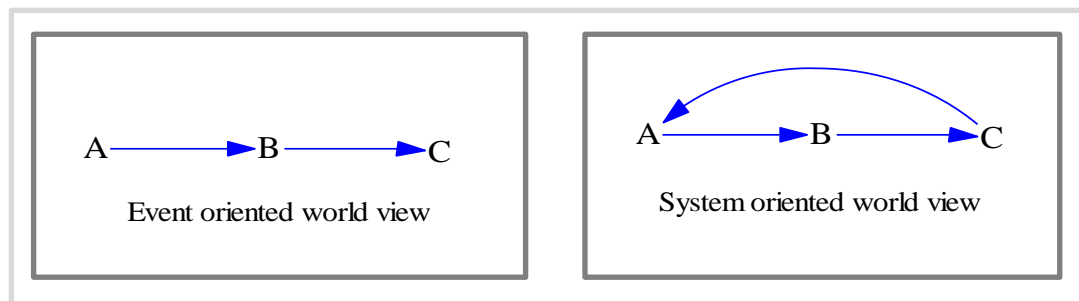 A B C
Event oriented world view
A B C
System oriented world view